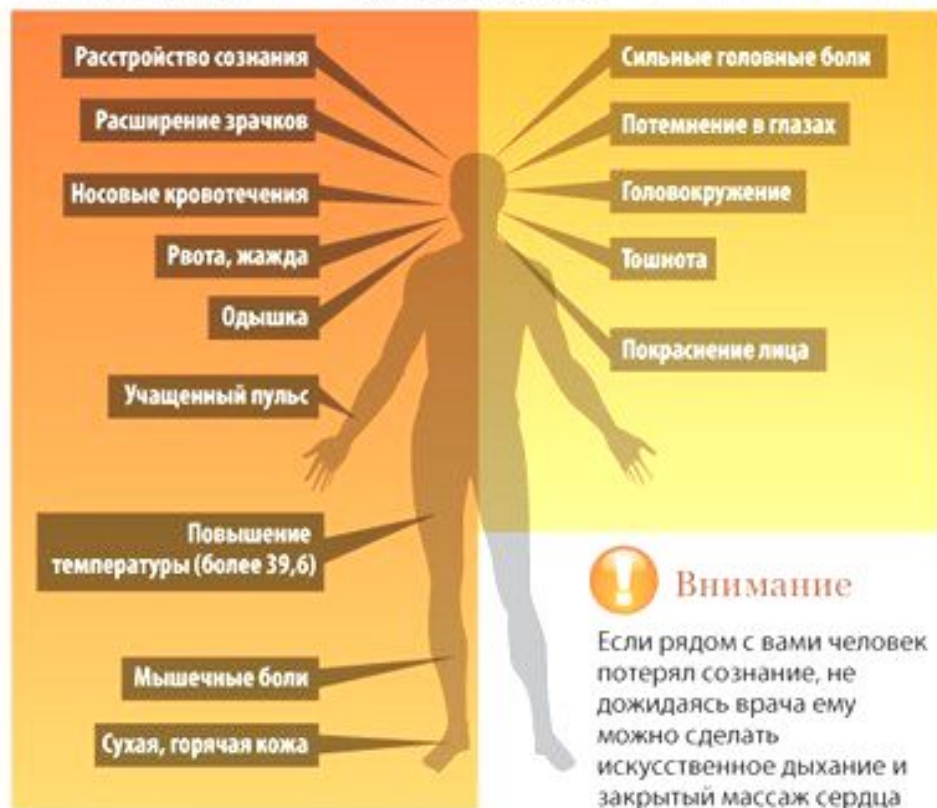 Расстройство сознания
Расширение зрачков
Носовые кровотечения
Рвота, жажда
Одышка
Учащенный пульс
Повышение
температуры (более 39,6)
Мышечные боли
Сухая, горячая кожа
Сильные головные боли
Потемнение в глазах
Головокружение
Тошнота
Покраснение лица
Внимание
Если рядом с вами человек
потерял сознание, не
дожидаясь врача ему
можно сделать
искусственное дыхание и
закрытый массаж сердца